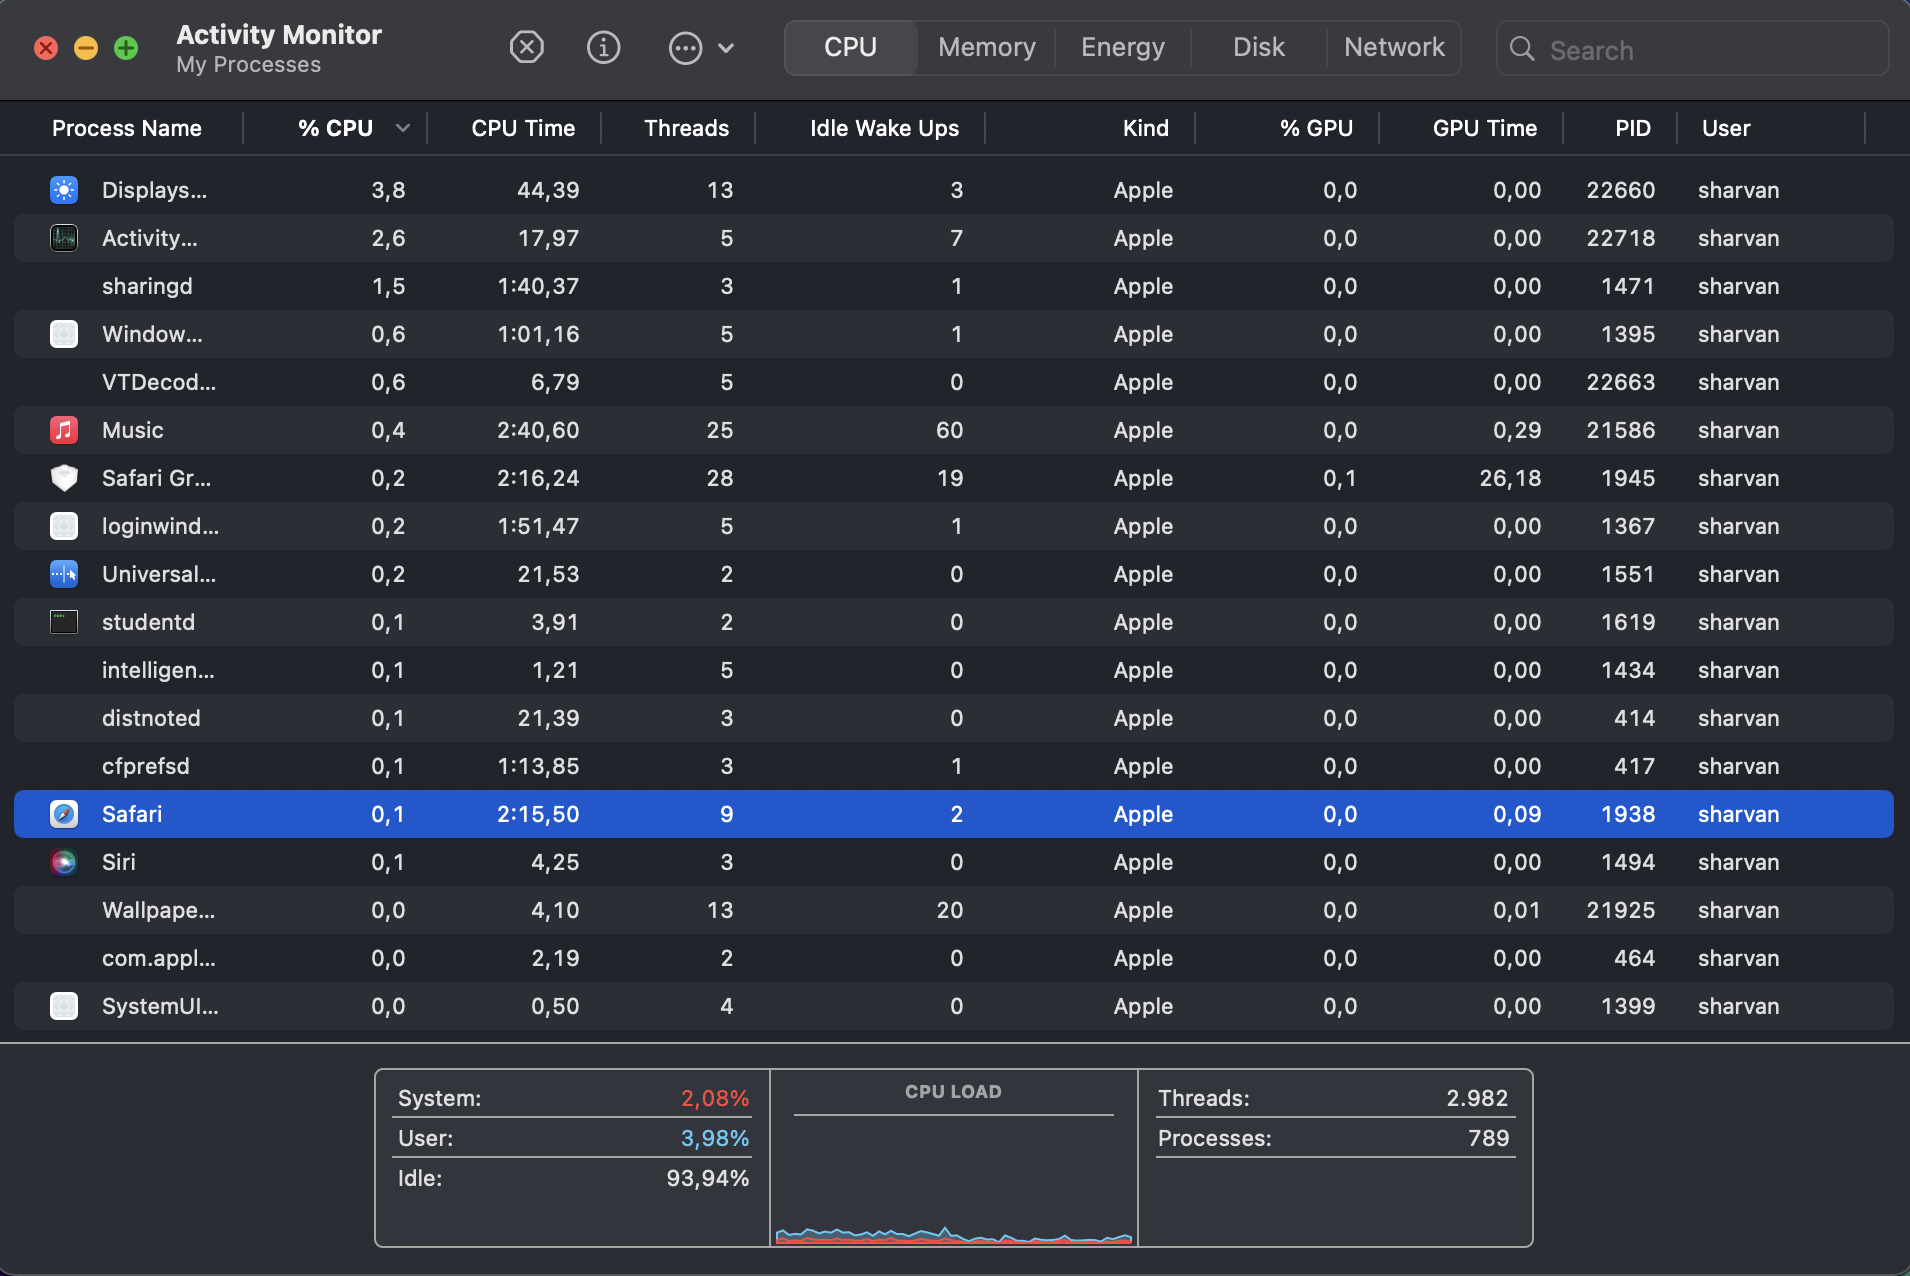 Activity Monitor
My Processes
CPU Memory Energy Disk Network Search
Process Name % CPU CPU Time Threads Idle Wake Ups Kind % GPU GPU Time PID User
Displays... 3,8 44,39 13 3 Apple 0,0 0,00 22660 sharvan
Activity... 2,6 17,97 5 7 Apple 0,0 0,00 22718 sharvan
sharingd 1,5 1:40,37 3 1 Apple 0,0 0,00 1471 sharvan
Window... 0,6 1:01,16 5 1 Apple 0,0 0,00 1395 sharvan
VTDecod... 0,6 6,79 5 0 Apple 0,0 0,00 22663 sharvan
Music 0,4 2:40,60 25 60 Apple 0,0 0,29 21586 sharvan
Safari Gr... 0,2 2:16,24 28 19 Apple 0,1 26,18 1945 sharvan
loginwind... 0,2 1:51,47 5 1 Apple 0,0 0,00 1367 sharvan
Universal... 0,2 21,53 2 0 Apple 0,0 0,00 1551 sharvan
studentd 0,1 3,91 2 0 Apple 0,0 0,00 1619 sharvan
intelligen... 0,1 1,21 5 0 Apple 0,0 0,00 1434 sharvan
distnoted 0,1 21,39 3 0 Apple 0,0 0,00 414 sharvan
cfprefsd 0,1 1:13,85 3 1 Apple 0,0 0,00 417 sharvan
Safari 0,1 2:15,50 9 2 Apple 0,0 0,09 1938 sharvan
Siri 0,1 4,25 3 0 Apple 0,0 0,00 1494 sharvan
Wallpape... 0,0 4,10 13 20 Apple 0,0 0,01 21925 sharvan
com.appl... 0,0 2,19 2 0 Apple 0,0 0,00 464 sharvan
SystemUI... 0,0 0,50 4 0 Apple 0,0 0,00 1399 sharvan
System: 2,08%
User: 3,98%
Idle: 93,94%
CPU LOAD
Threads: 2.982
Processes: 789